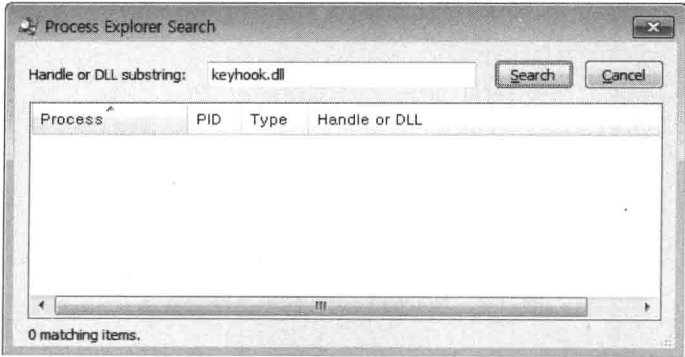 Process Explorer Search
Handle or DLL substring: keyhook.dll Search Cancel
Process PID Type Handle or DLL
0 matching items.